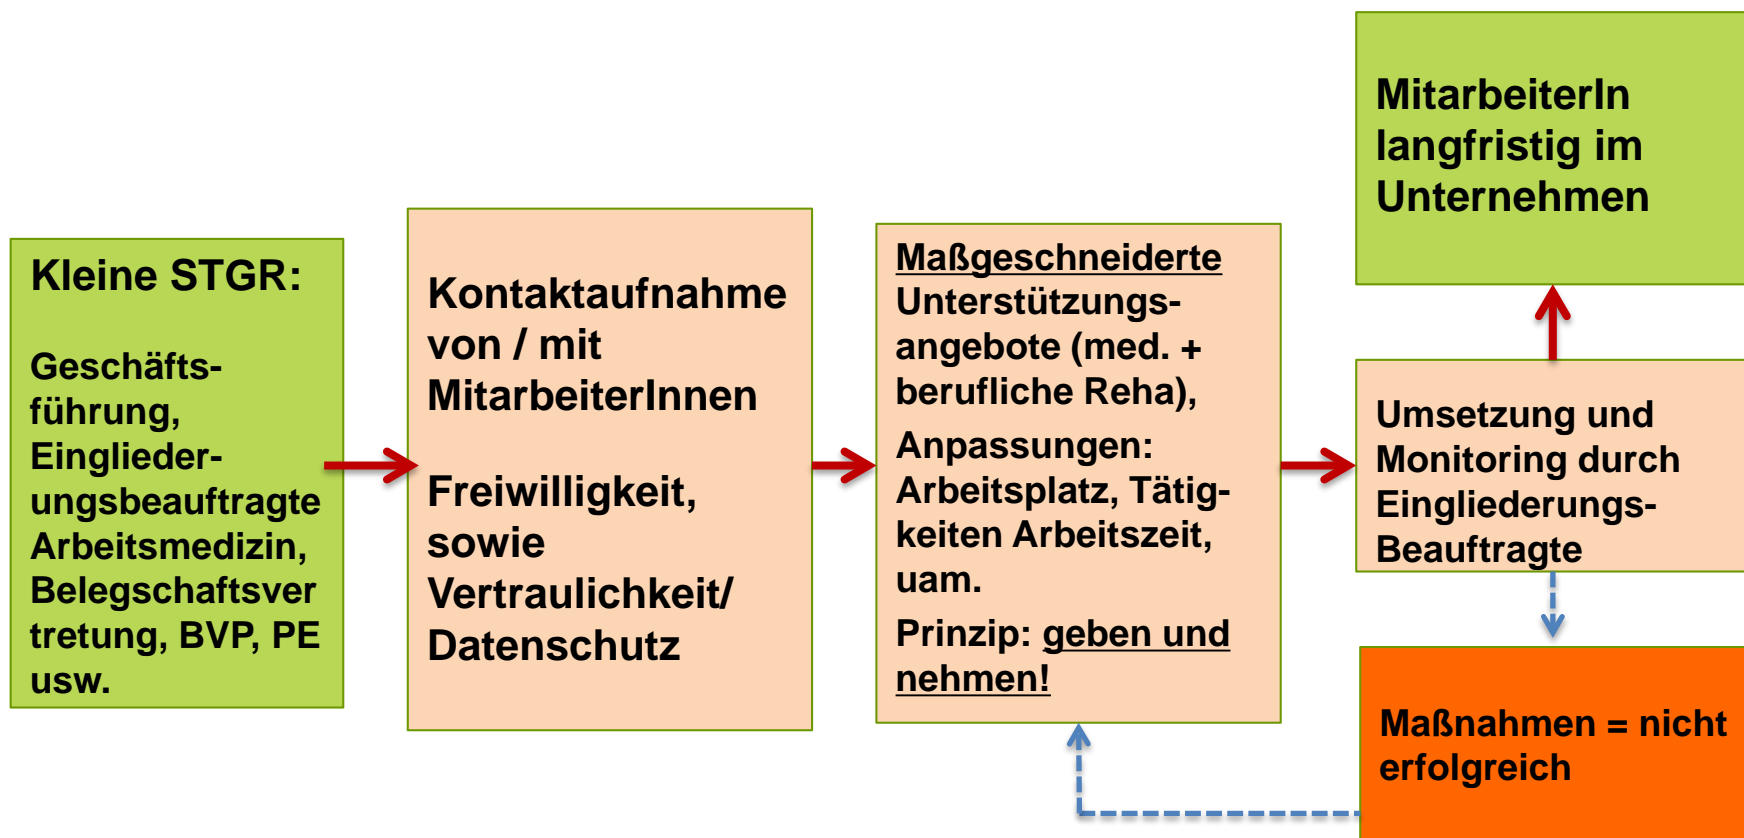 Kleine STGR:
Geschäfts-
führung,
Einglieder-
ungsbeauftragte
Arbeitsmedizin,
Belegschaftsver
tretung, BVP, PE
usw.
Kontaktaufnahme
von / mit
MitarbeiterInnen
Freiwilligkeit,
sowie
Vertraulichkeit/
Datenschutz
Maßgeschneiderte
Unterstützungs-
angebote (med. +
berufliche Reha),
Anpassungen:
Arbeitsplatz, Tätig-
keiten Arbeitszeit,
uam.
Prinzip: geben und
nehmen!
MitarbeiterIn
langfristig im
Unternehmen
Umsetzung und
Monitoring durch
Eingliederungs-
Beauftragte
Maßnahmen = nicht
erfolgreich